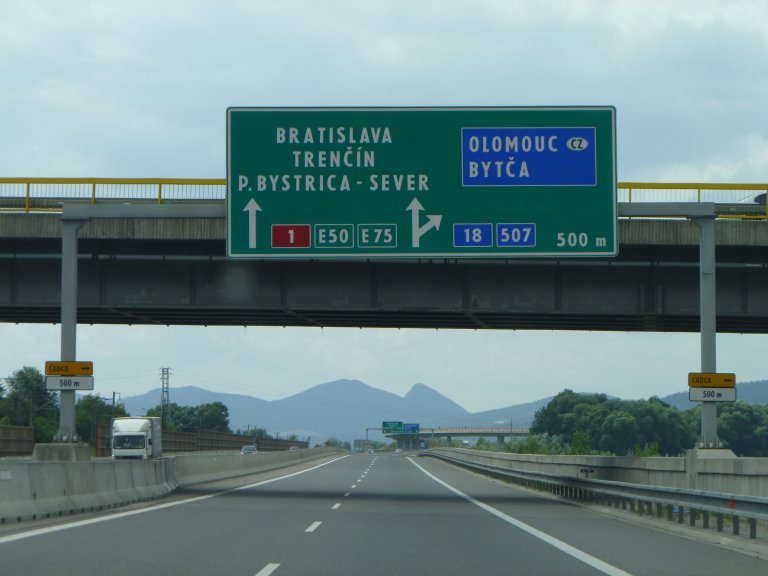 BRATISLAVA
TRENČÍN
P. BYSTRICA - SEVER
OLOMOUC CZ
BYTČA
1 E50 E75
18 507
500 m
ČADCA
500 m
ČADCA
500 m